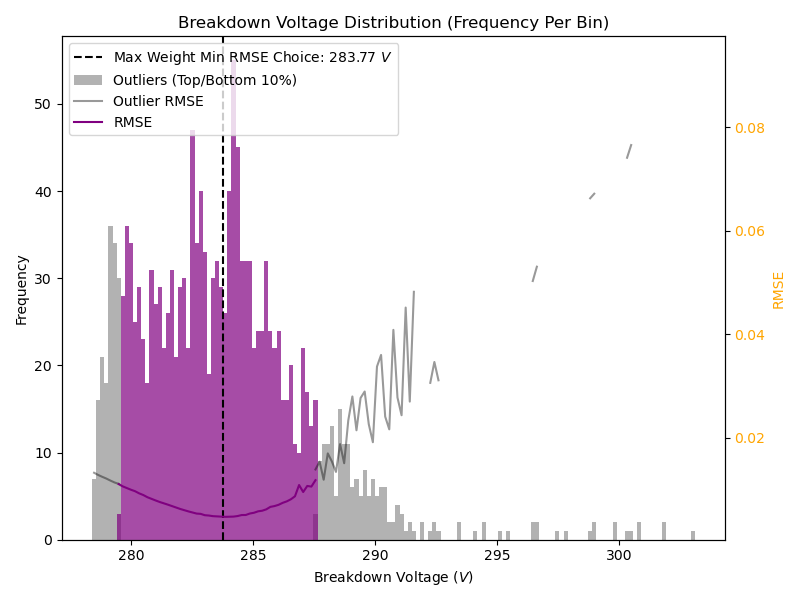 Breakdown Voltage Distribution (Frequency Per Bin)
Max Weight Min RMSE Choice: 283.77 V
Outliers (Top/Bottom 10%)
Outlier RMSE
RMSE
50
40
30
20
10
0
Frequency
0.08
0.06
0.04
0.02
RMSE
280
285
290
295
300
Breakdown Voltage (V)